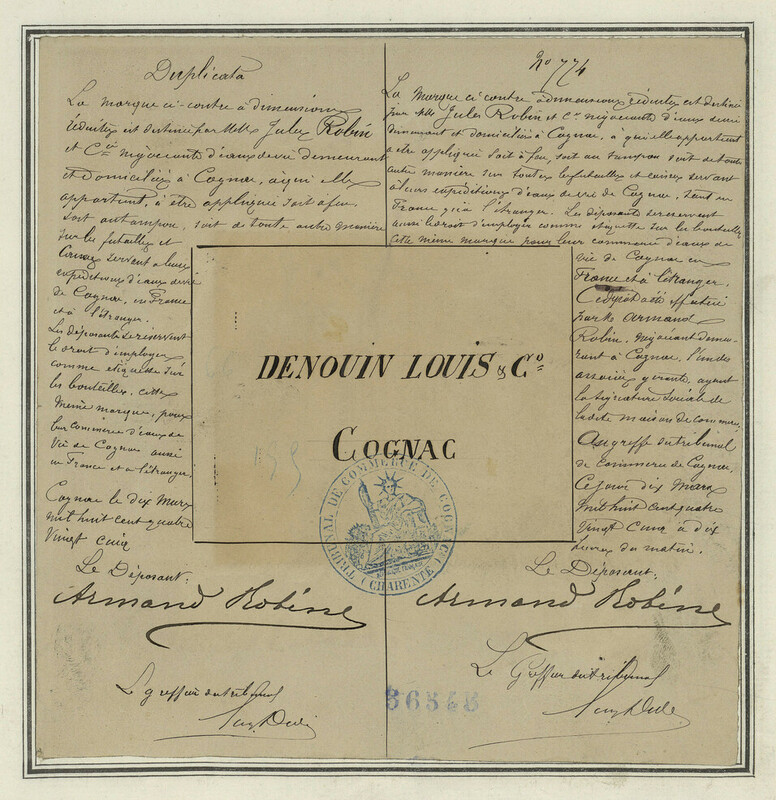 Duplicata
La marque ci-contre à dimensions
réduites est destinée par MM. Jules Robin
et Cie négociants d'eaux de vie demeurant
et domiciliés à Cognac, à qui elle
appartient, à être appliquée soit à feu,
soit au tampon, soit de toute autre manière
sur les futailles et
caisses servant à leurs
expéditions d'eaux de vie
de Cognac, en France
et à l'étranger.
Les déposants se réservent
le droit d'employer
comme étiquette sur
les bouteilles, cette
même marque, pour
leur commerce d'eaux de
vie de Cognac aussi
en France et à l'étranger.
Cognac le dix Mars
mil huit cent quatre
vingt cinq
Le Déposant:
Armand Robin
Le greffier du tribunal
No 774
La Marque ci contre à dimensions réduites est destinée
par MM. Jules Robin et Cie négociants d'eaux de vie
demeurant et domiciliés à Cognac, à qui elle appartient
à être appliquée soit à feu, soit au tampon soit de toute
autre manière sur toutes les futailles et caisses servant
à leurs expéditions d'eaux de vie de Cognac, tant en
France qu'à l'étranger. Les déposants se réservent
aussi le droit d'employer comme étiquette sur les bouteilles
cette même marque pour leur commerce d'eaux de
vie de Cognac en
France et à l'étranger.
Ce dépôt a été effectué
par Mr Armand
Robin, négociant demeu-
rant à Cognac, l'un des
associés gérants, ayant
la signature sociale de
ladite maison de commerce,
Au greffe du tribunal
de Commerce de Cognac,
Ce jour dix Mars
mil huit cent quatre
vingt cinq à dix
heures du matin.
Le Déposant:
Armand Robin
Le Greffier du tribunal
DENOUIN LOUIS & Co
COGNAC
TRIBUNAL DE COMMERCE DE COGNAC (CHARENTE)
36545